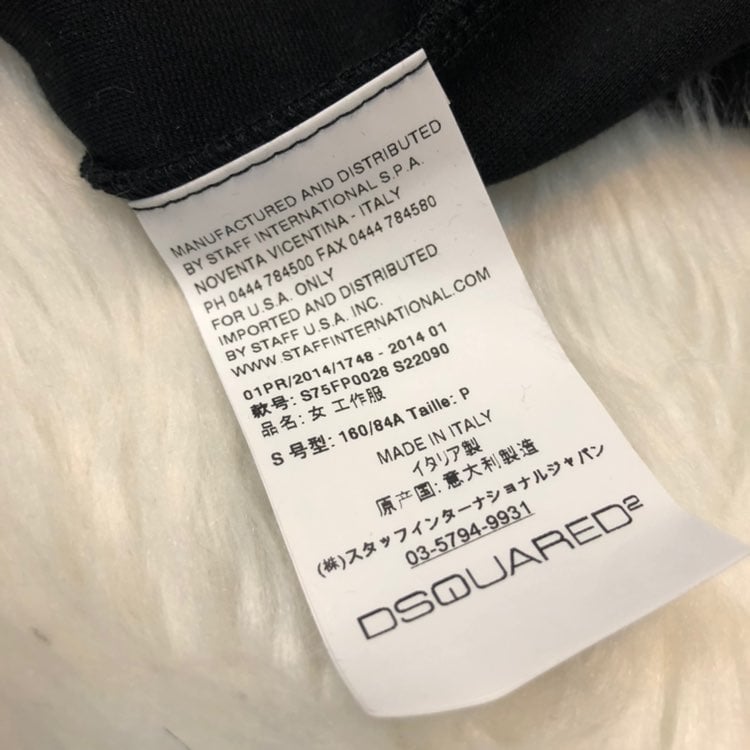 MANUFACTURED AND DISTRIBUTED
BY STAFF INTERNATIONAL S.P.A.
NOVENTA VICENTINA - ITALY
PH 0444 784500 FAX 0444 784580
FOR U.S.A. ONLY
IMPORTED AND DISTRIBUTED
BY STAFF U.S.A. INC.
WWW.STAFFINTERNATIONAL.COM
01PR/2014/1748 - 2014 01
款号: S75FP0028 S22090
品名: 女 工作服
S 号型: 160/84A Taille: P
MADE IN ITALY
イタリア製
原产国: 意大利製造
(株)スタッフインターナショナルジャパン
03-5794-9931
DSQUARED2